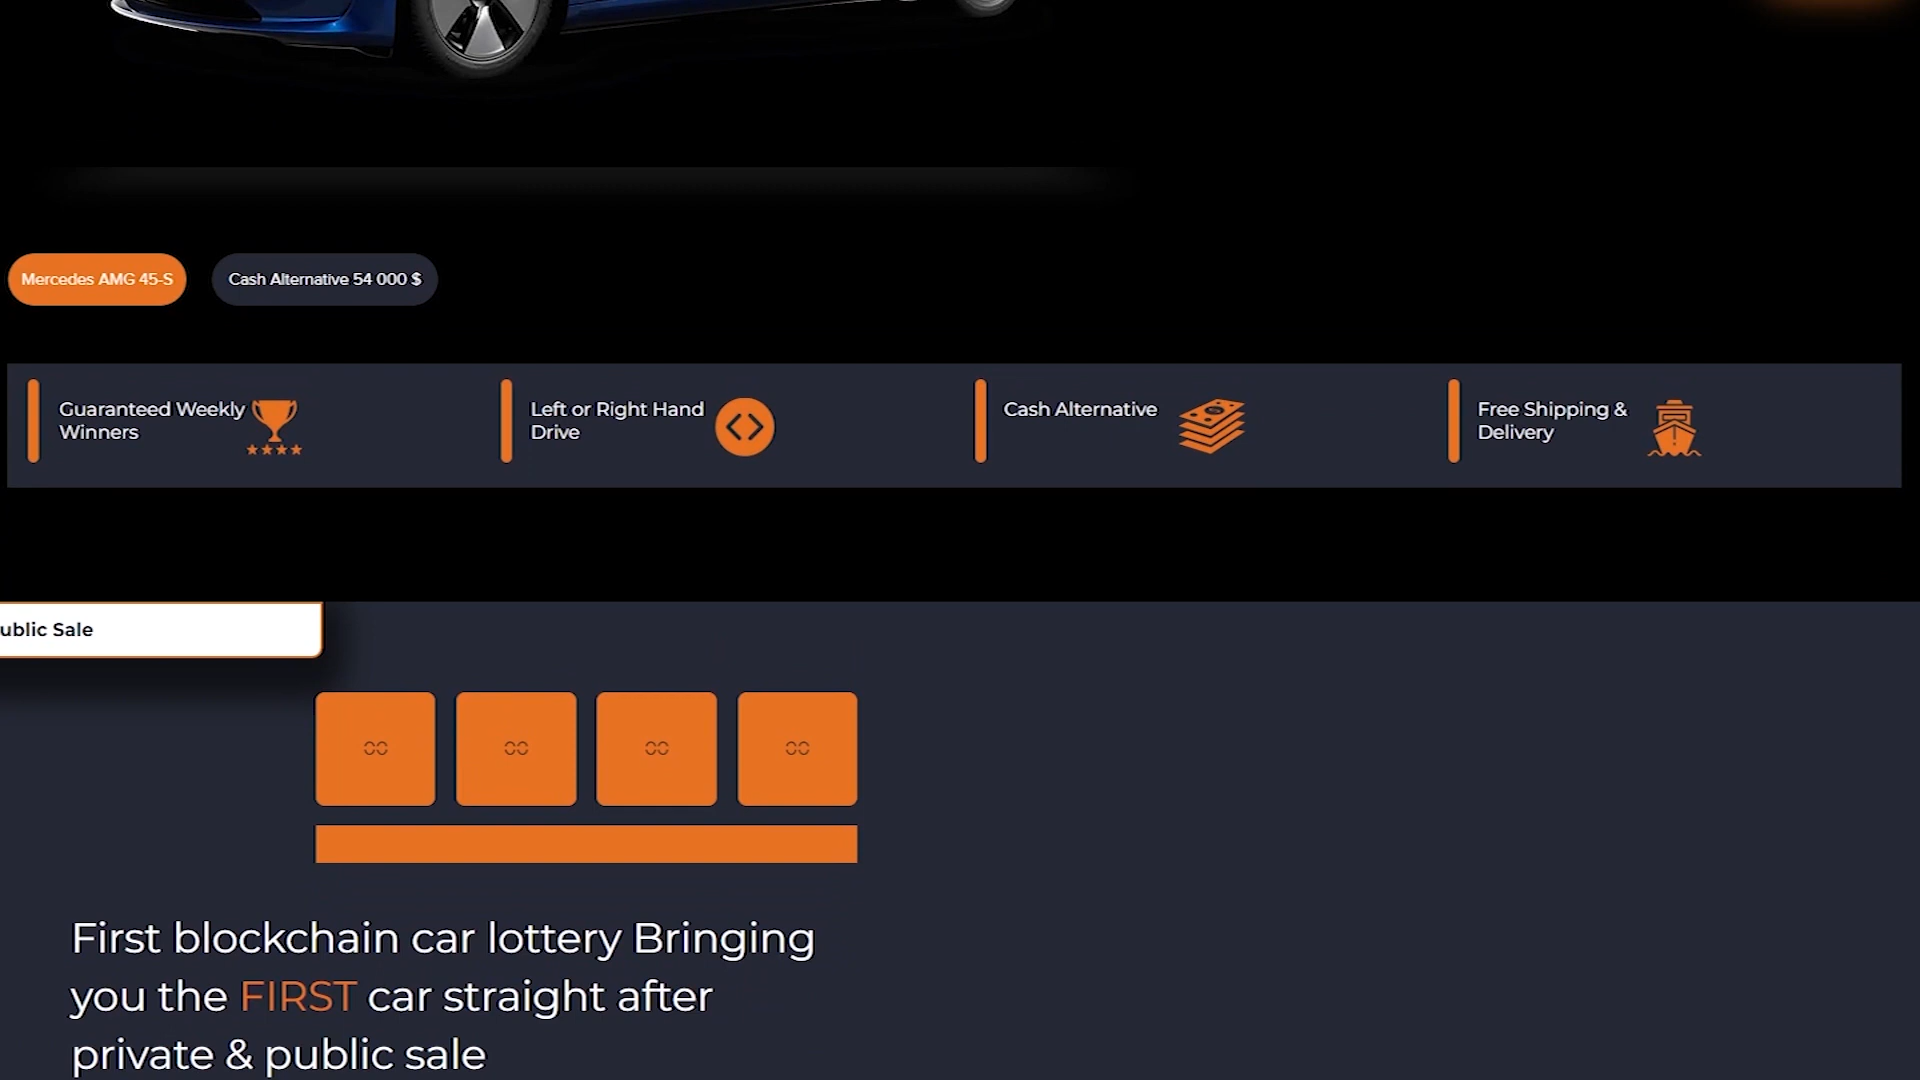 Mercedes AMG 45-S
Cash Alternative 54 000 $
Guaranteed Weekly
Winners
Left or Right Hand
Drive
Cash Alternative
Free Shipping &
Delivery
ublic Sale
00 00 00 00
First blockchain car lottery Bringing
you the FIRST car straight after
private & public sale